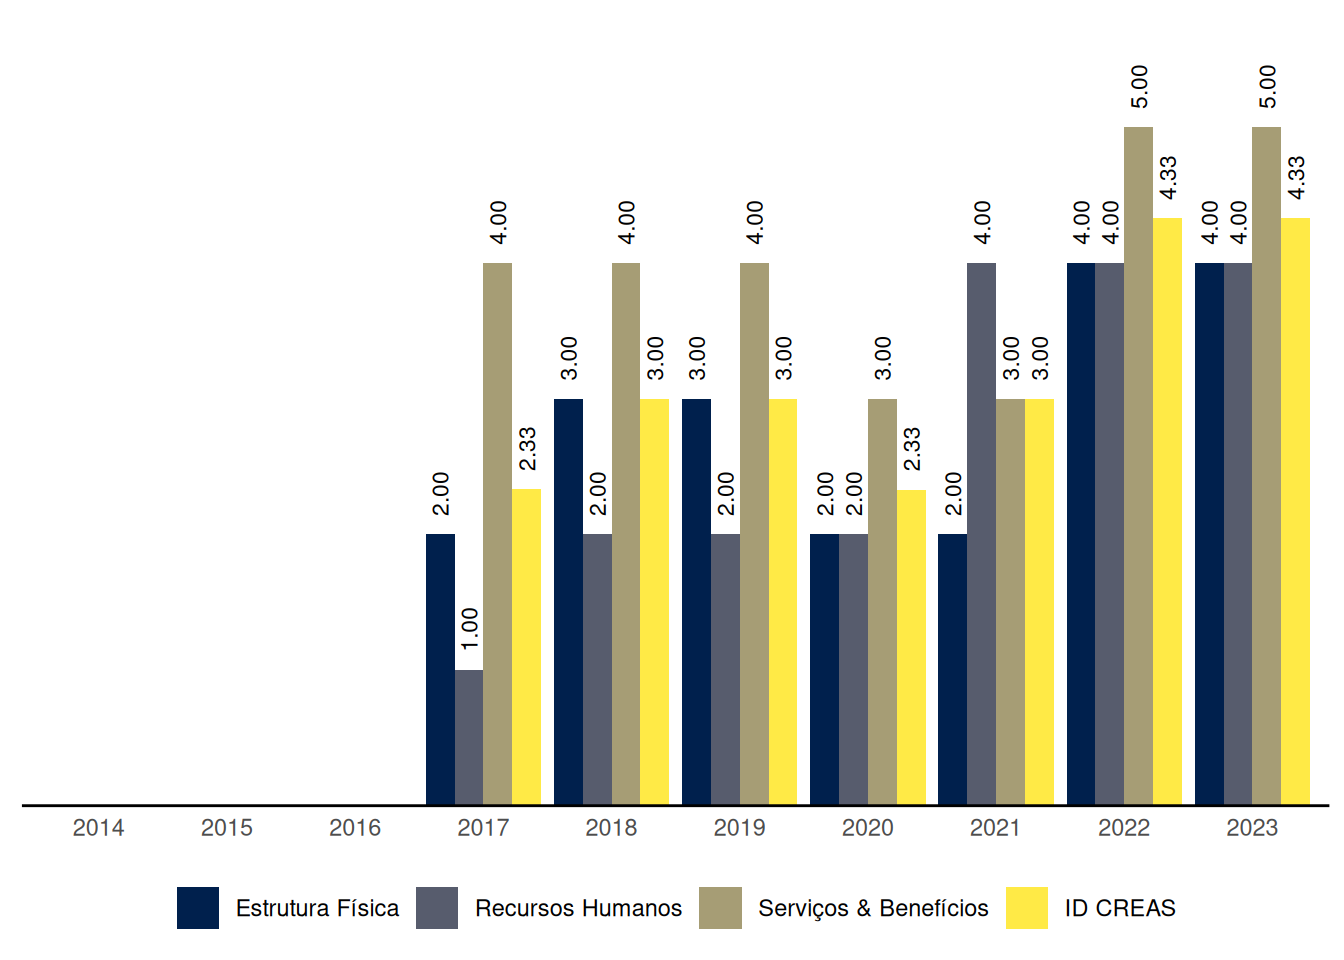 2.00 1.00 4.00 2.33
3.00 2.00 4.00 3.00
3.00 2.00 4.00 3.00
2.00 2.00 3.00 2.33
2.00 4.00 3.00 3.00
4.00 4.00 5.00 4.33
4.00 4.00 5.00 4.33
2014 2015 2016 2017 2018 2019 2020 2021 2022 2023
Estrutura Física Recursos Humanos Serviços & Benefícios ID CREAS